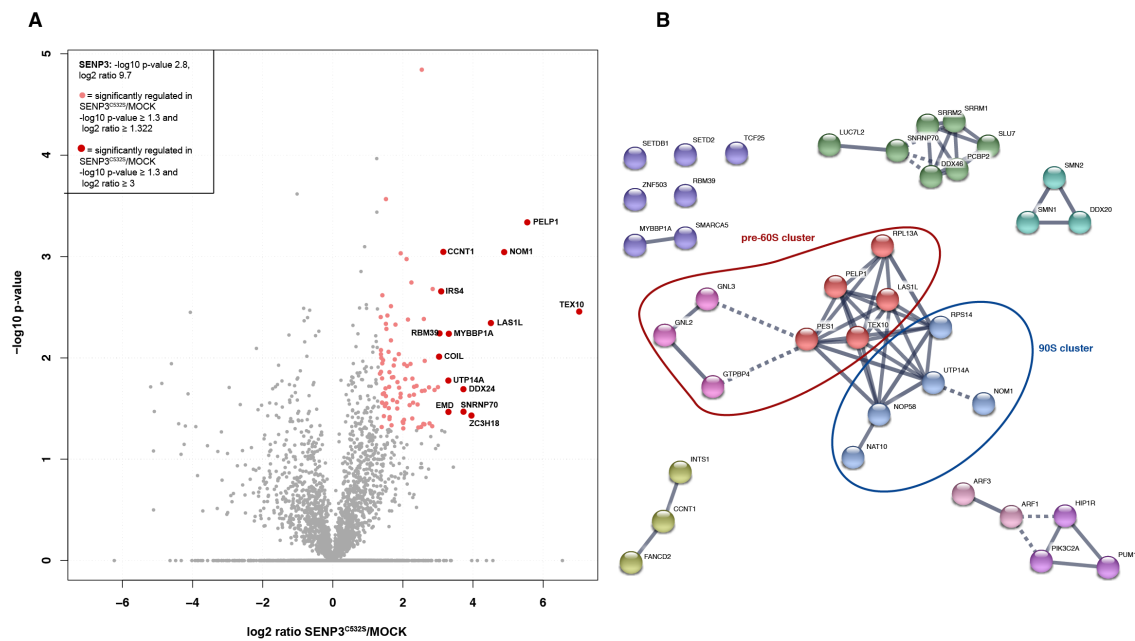 A
B
SENP3: -log10 p-value 2.8,
log2 ratio 9.7
= significantly regulated in
SENP3C532S/MOCK
-log10 p-value ≥ 1.3 and
log2 ratio ≥ 1.322
= significantly regulated in
SENP3C532S/MOCK
-log10 p-value ≥ 1.3 and
log2 ratio ≥ 3
PELP1
CCNT1
NOM1
IRS4
TEX10
LAS1L
RBM39
MYBBP1A
COIL
UTP14A
DDX24
EMD
SNRNP70
ZC3H18
5
4
3
2
1
0
−log10 p-value
−6
−4
−2
0
2
4
6
log2 ratio SENP3C532S/MOCK
SETDB1
SETD2
TCF25
ZNF503
RBM39
MYBBP1A
SMARCA5
LUC7L2
SNRNP70
SRRM2
SRRM1
SLU7
DDX46
PCBP2
SMN2
SMN1
DDX20
pre-60S cluster
RPL13A
PELP1
LAS1L
GNL3
GNL2
GTPBP4
PES1
TEX10
RPS14
90S cluster
UTP14A
NOM1
NOP58
NAT10
INTS1
CCNT1
FANCD2
ARF3
ARF1
HIP1R
PIK3C2A
PUM1